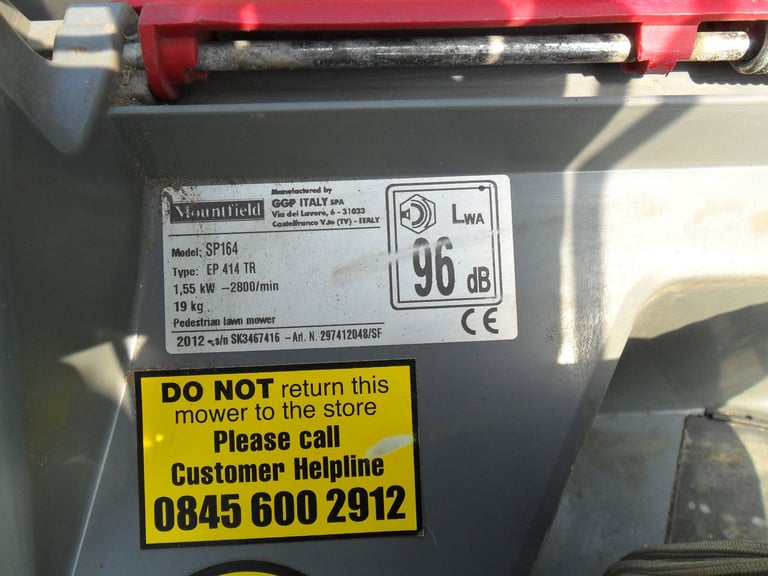 Mountfield
Manufactured by
GGP ITALY SPA
Via del Lavoro, 6 - 31033
Castelfranco V.to (TV) - ITALY
Model: SP164
Type: EP 414 TR
1,55 kW -2800/min
19 kg
Pedestrian lawn mower
2012 - s/n SK3467416 - Art. N. 297412048/SF
LWA
96 dB
CE
DO NOT return this
mower to the store
Please call
Customer Helpline
0845 600 2912